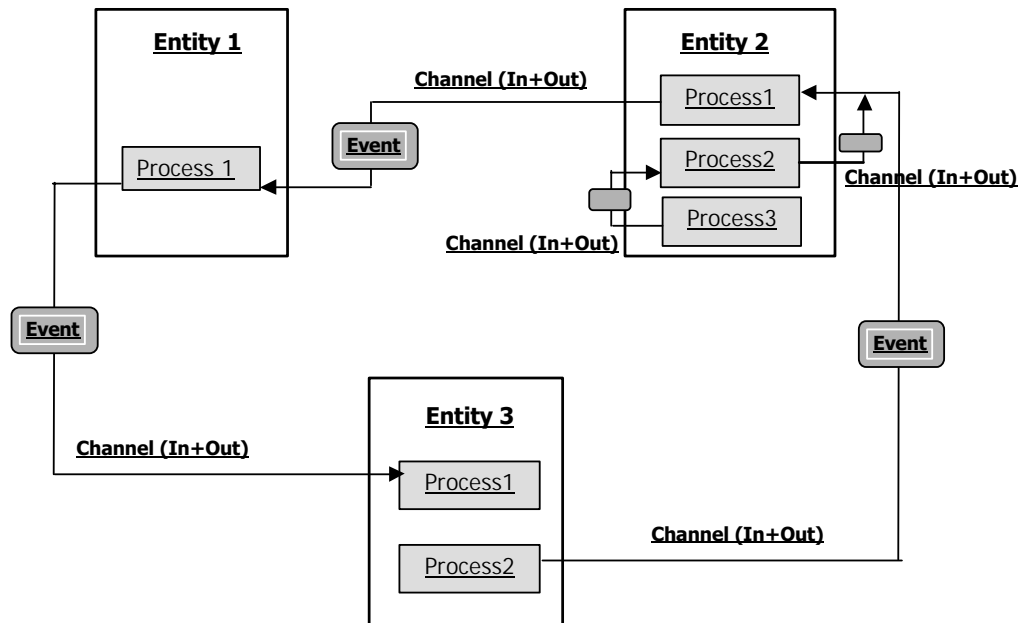 Entity 1
Entity 2
Channel (In+Out)
Process1
Event
Process2
Process 1
Channel (In+Out)
Process3
Channel (In+Out)
Event
Event
Entity 3
Channel (In+Out)
Process1
Channel (In+Out)
Process2